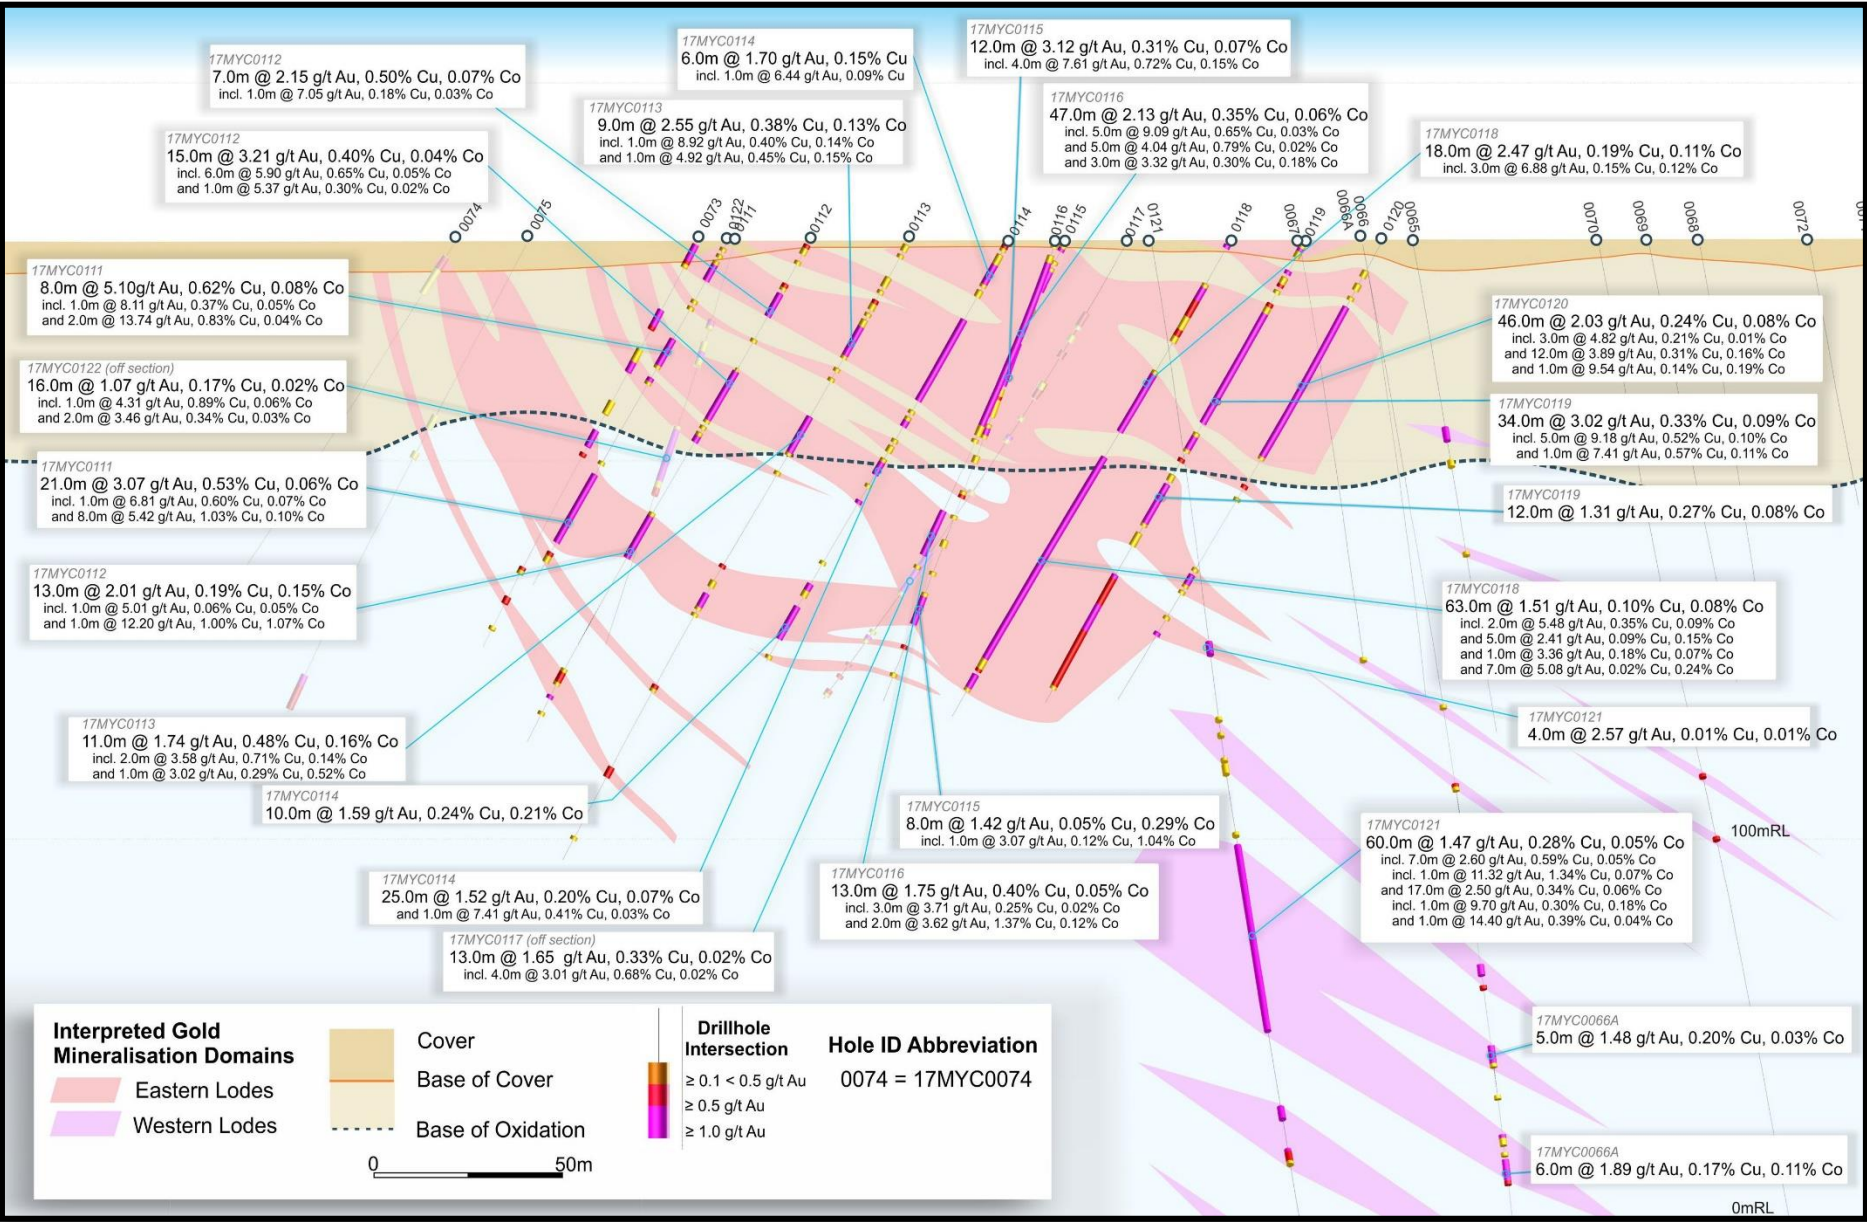 17MYC0112
7.0m @ 2.15 g/t Au, 0.50% Cu, 0.07% Co
incl. 1.0m @ 7.05 g/t Au, 0.18% Cu, 0.03% Co
17MYC0114
6.0m @ 1.70 g/t Au, 0.15% Cu
incl. 1.0m @ 6.44 g/t Au, 0.09% Cu
17MYC0115
12.0m @ 3.12 g/t Au, 0.31% Cu, 0.07% Co
incl. 4.0m @ 7.61 g/t Au, 0.72% Cu, 0.15% Co
17MYC0113
9.0m @ 2.55 g/t Au, 0.38% Cu, 0.13% Co
incl. 1.0m @ 8.92 g/t Au, 0.40% Cu, 0.14% Co
and 1.0m @ 4.92 g/t Au, 0.45% Cu, 0.15% Co
17MYC0116
47.0m @ 2.13 g/t Au, 0.35% Cu, 0.06% Co
incl. 5.0m @ 9.09 g/t Au, 0.65% Cu, 0.03% Co
and 5.0m @ 4.04 g/t Au, 0.79% Cu, 0.02% Co
and 3.0m @ 3.32 g/t Au, 0.30% Cu, 0.18% Co
17MYC0118
18.0m @ 2.47 g/t Au, 0.19% Cu, 0.11% Co
incl. 3.0m @ 6.88 g/t Au, 0.15% Cu, 0.12% Co
17MYC0112
15.0m @ 3.21 g/t Au, 0.40% Cu, 0.04% Co
incl. 6.0m @ 5.90 g/t Au, 0.65% Cu, 0.05% Co
and 1.0m @ 5.37 g/t Au, 0.30% Cu, 0.02% Co
0074
0075
0073
0122
0111
0112
0113
0114
0116
0115
0117
0121
0118
0067
0119
0066A
0066
0120
0065
0070
0069
0068
0072
17MYC0111
8.0m @ 5.10g/t Au, 0.62% Cu, 0.08% Co
incl. 1.0m @ 8.11 g/t Au, 0.37% Cu, 0.05% Co
and 2.0m @ 13.74 g/t Au, 0.83% Cu, 0.04% Co
17MYC0120
46.0m @ 2.03 g/t Au, 0.24% Cu, 0.08% Co
incl. 3.0m @ 4.82 g/t Au, 0.21% Cu, 0.01% Co
and 12.0m @ 3.89 g/t Au, 0.31% Cu, 0.16% Co
and 1.0m @ 9.54 g/t Au, 0.14% Cu, 0.19% Co
17MYC0122 (off section)
16.0m @ 1.07 g/t Au, 0.17% Cu, 0.02% Co
incl. 1.0m @ 4.31 g/t Au, 0.89% Cu, 0.06% Co
and 2.0m @ 3.46 g/t Au, 0.34% Cu, 0.03% Co
17MYC0119
34.0m @ 3.02 g/t Au, 0.33% Cu, 0.09% Co
incl. 5.0m @ 9.18 g/t Au, 0.52% Cu, 0.10% Co
and 1.0m @ 7.41 g/t Au, 0.57% Cu, 0.11% Co
17MYC0111
21.0m @ 3.07 g/t Au, 0.53% Cu, 0.06% Co
incl. 1.0m @ 6.81 g/t Au, 0.60% Cu, 0.07% Co
and 8.0m @ 5.42 g/t Au, 1.03% Cu, 0.10% Co
17MYC0119
12.0m @ 1.31 g/t Au, 0.27% Cu, 0.08% Co
17MYC0112
13.0m @ 2.01 g/t Au, 0.19% Cu, 0.15% Co
incl. 1.0m @ 5.01 g/t Au, 0.06% Cu, 0.05% Co
and 1.0m @ 12.20 g/t Au, 1.00% Cu, 1.07% Co
17MYC0118
63.0m @ 1.51 g/t Au, 0.10% Cu, 0.08% Co
incl. 2.0m @ 5.48 g/t Au, 0.35% Cu, 0.09% Co
and 5.0m @ 2.41 g/t Au, 0.09% Cu, 0.15% Co
and 1.0m @ 3.36 g/t Au, 0.18% Cu, 0.07% Co
and 7.0m @ 5.08 g/t Au, 0.02% Cu, 0.24% Co
17MYC0113
11.0m @ 1.74 g/t Au, 0.48% Cu, 0.16% Co
incl. 2.0m @ 3.58 g/t Au, 0.71% Cu, 0.14% Co
and 1.0m @ 3.02 g/t Au, 0.29% Cu, 0.52% Co
17MYC0121
4.0m @ 2.57 g/t Au, 0.01% Cu, 0.01% Co
17MYC0114
10.0m @ 1.59 g/t Au, 0.24% Cu, 0.21% Co
17MYC0115
8.0m @ 1.42 g/t Au, 0.05% Cu, 0.29% Co
incl. 1.0m @ 3.07 g/t Au, 0.12% Cu, 1.04% Co
17MYC0121
60.0m @ 1.47 g/t Au, 0.28% Cu, 0.05% Co
incl. 7.0m @ 2.60 g/t Au, 0.59% Cu, 0.05% Co
incl. 1.0m @ 11.32 g/t Au, 1.34% Cu, 0.07% Co
and 17.0m @ 2.50 g/t Au, 0.34% Cu, 0.06% Co
incl. 1.0m @ 9.70 g/t Au, 0.30% Cu, 0.18% Co
and 1.0m @ 14.40 g/t Au, 0.39% Cu, 0.04% Co
100mRL
17MYC0114
25.0m @ 1.52 g/t Au, 0.20% Cu, 0.07% Co
and 1.0m @ 7.41 g/t Au, 0.41% Cu, 0.03% Co
17MYC0116
13.0m @ 1.75 g/t Au, 0.40% Cu, 0.05% Co
incl. 3.0m @ 3.71 g/t Au, 0.25% Cu, 0.02% Co
and 2.0m @ 3.62 g/t Au, 1.37% Cu, 0.12% Co
17MYC0117 (off section)
13.0m @ 1.65 g/t Au, 0.33% Cu, 0.02% Co
incl. 4.0m @ 3.01 g/t Au, 0.68% Cu, 0.02% Co
17MYC0066A
5.0m @ 1.48 g/t Au, 0.20% Cu, 0.03% Co
17MYC0066A
6.0m @ 1.89 g/t Au, 0.17% Cu, 0.11% Co
0mRL
Interpreted Gold
Mineralisation Domains
Eastern Lodes
Western Lodes
Cover
Base of Cover
Base of Oxidation
0 50m
Drillhole
Intersection
≥ 0.1 < 0.5 g/t Au
≥ 0.5 g/t Au
≥ 1.0 g/t Au
Hole ID Abbreviation
0074 = 17MYC0074